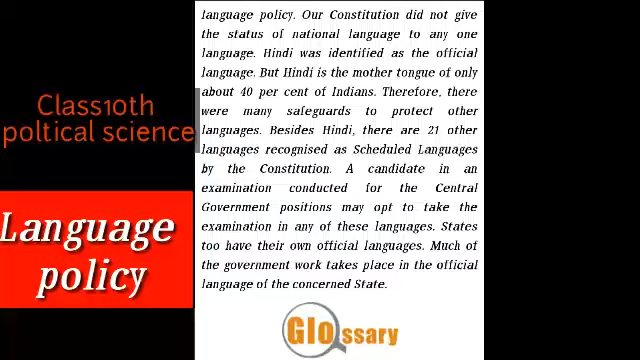 language policy. Our Constitution did not give
the status of national language to any one
language. Hindi was identified as the official
language. But Hindi is the mother tongue of only
about 40 per cent of Indians. Therefore, there
were many safeguards to protect other
languages. Besides Hindi, there are 21 other
languages recognised as Scheduled Languages
by the Constitution. A candidate in an
examination conducted for the Central
Government positions may opt to take the
examination in any of these languages. States
too have their own official languages. Much of
the government work takes place in the official
language of the concerned State.
Glossary
Class10th
poltical science
Language
policy